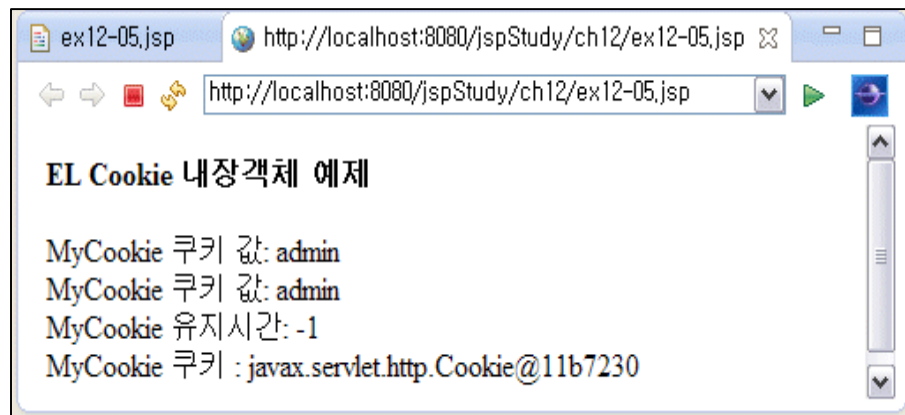 ex12-05.jsp
http://localhost:8080/jspStudy/ch12/ex12-05.jsp
http://localhost:8080/jspStudy/ch12/ex12-05.jsp
EL Cookie 내장객체 예제
MyCookie 쿠키 값: admin
MyCookie 쿠키 값: admin
MyCookie 유지시간: -1
MyCookie 쿠키 : javax.servlet.http.Cookie@11b7230